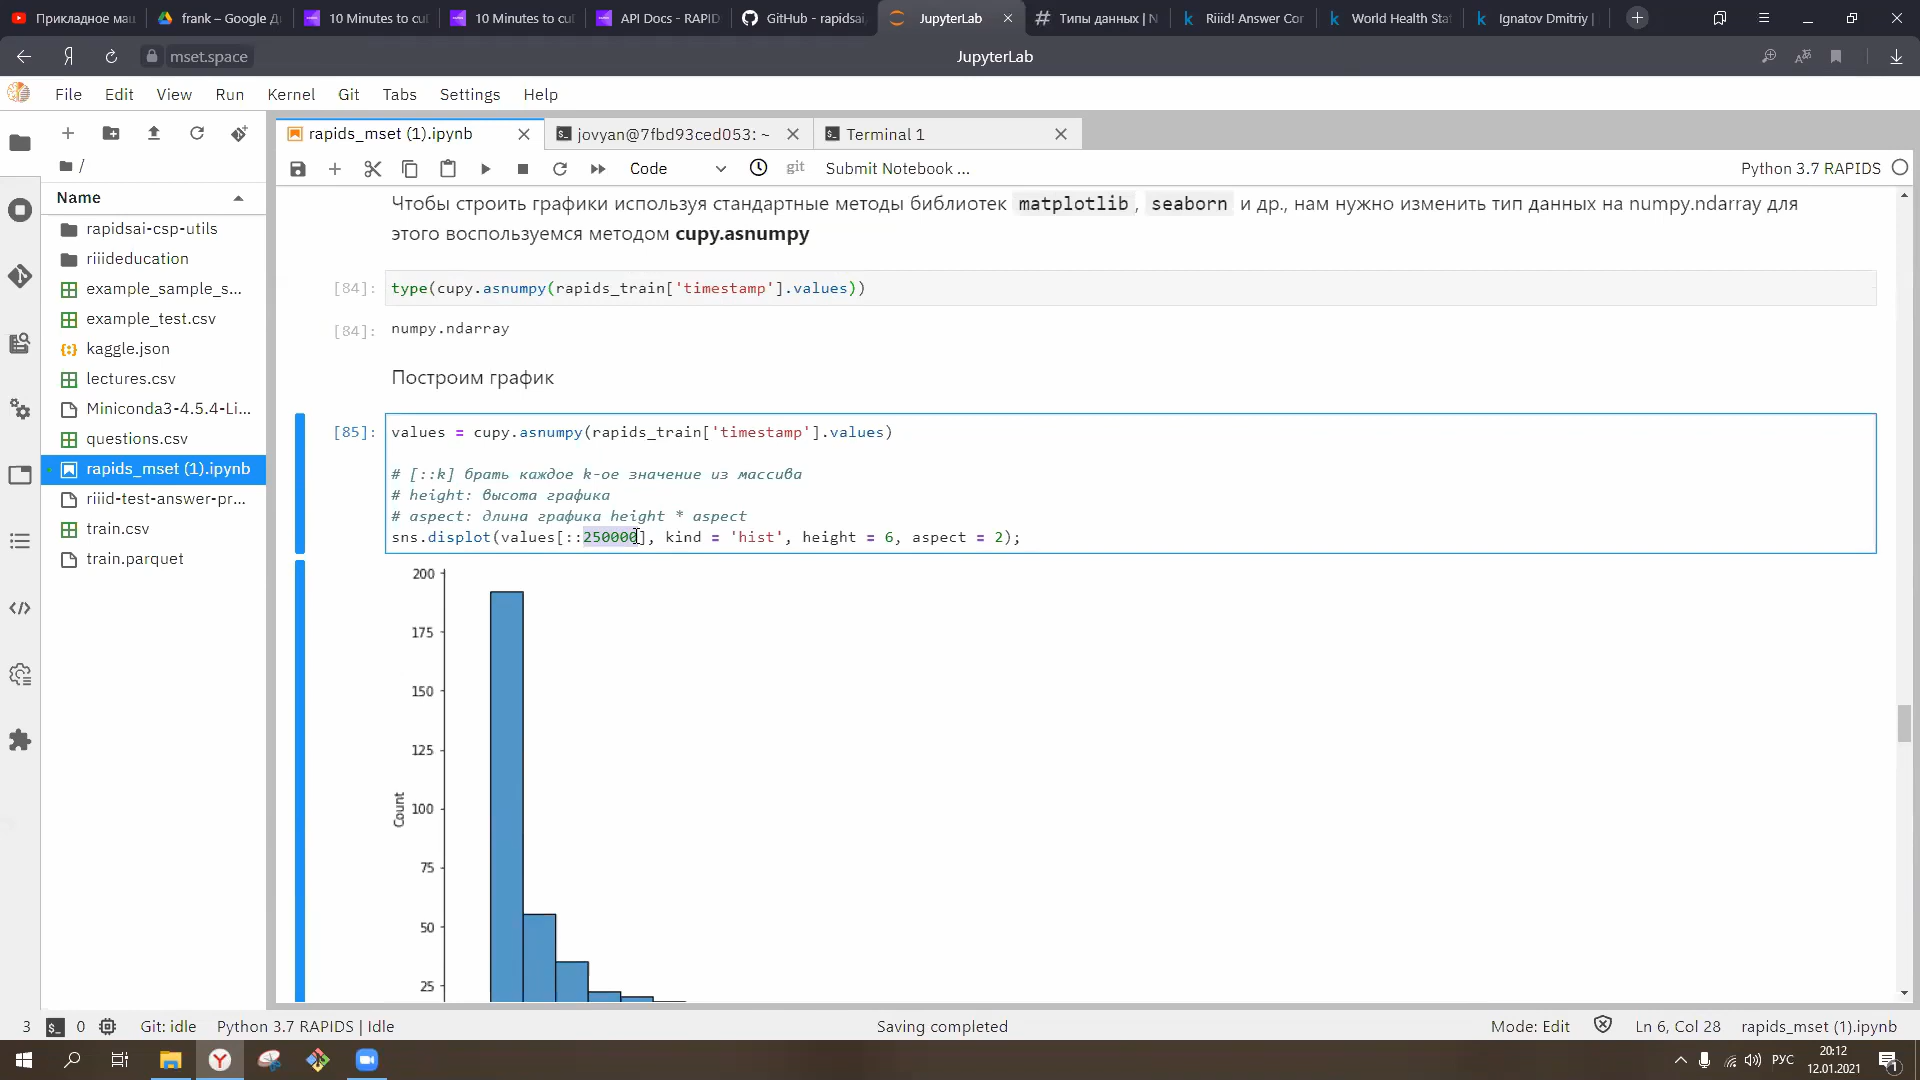 Прикладное маш
frank – Google Ди
10 Minutes to cu
10 Minutes to cu
API Docs - RAPID
GitHub - rapidsai
JupyterLab
Типы данных | N
Riiid! Answer Cor
World Health Sta
Ignatov Dmitriy |
mset.space
JupyterLab
File Edit View Run Kernel Git Tabs Settings Help
rapids_mset (1).ipynb
jovyan@7fbd93ced053: ~
Terminal 1
Code
git
Submit Notebook ...
Python 3.7 RAPIDS
/
Name
rapidsai-csp-utils
riiideducation
example_sample_s...
example_test.csv
kaggle.json
lectures.csv
Miniconda3-4.5.4-Li...
questions.csv
rapids_mset (1).ipynb
riiid-test-answer-pr...
train.csv
train.parquet
Чтобы строить графики используя стандартные методы библиотек matplotlib, seaborn и др., нам нужно изменить тип данных на numpy.ndarray для
этого воспользуемся методом cupy.asnumpy
[84]: type(cupy.asnumpy(rapids_train['timestamp'].values))
[84]: numpy.ndarray
Построим график
[85]: values = cupy.asnumpy(rapids_train['timestamp'].values)
# [::k] брать каждое k-ое значение из массива
# height: высота графика
# aspect: длина графика height * aspect
sns.displot(values[::250000], kind = 'hist', height = 6, aspect = 2);
200
175
150
125
100
75
50
25
Count
3
0
Git: idle
Python 3.7 RAPIDS | Idle
Saving completed
Mode: Edit
Ln 6, Col 28
rapids_mset (1).ipynb
РУС
20:12
12.01.2021
1